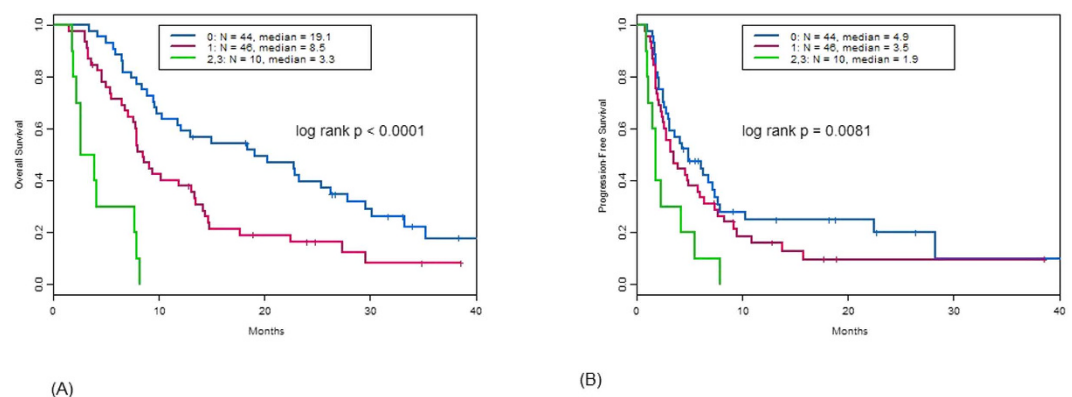 0: N = 44, median = 19.1
1: N = 46, median = 8.5
2,3: N = 10, median = 3.3
log rank p < 0.0001
Overall Survival
1.0
0.8
0.6
0.4
0.2
0.0
0 10 20 30 40
Months
(A)
0: N = 44, median = 4.9
1: N = 46, median = 3.5
2,3: N = 10, median = 1.9
log rank p = 0.0081
Progression-Free Survival
1.0
0.8
0.6
0.4
0.2
0.0
0 10 20 30 40
Months
(B)